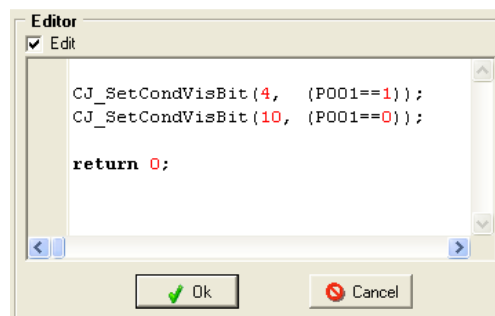 Editor
Edit
CJ_SetCondVisBit(4,  (P001==1));
CJ_SetCondVisBit(10, (P001==0));
return 0;
Ok
Cancel